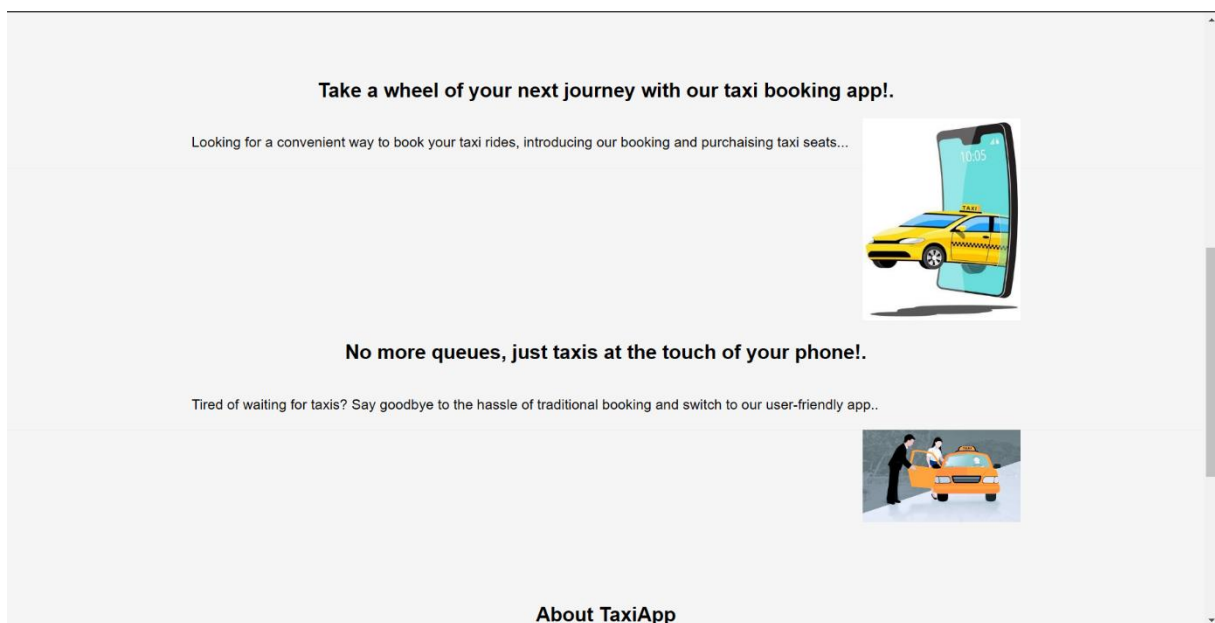 Take a wheel of your next journey with our taxi booking app!.
Looking for a convenient way to book your taxi rides, introducing our booking and purchaising taxi seats...
10:05
TAXI
No more queues, just taxis at the touch of your phone!.
Tired of waiting for taxis? Say goodbye to the hassle of traditional booking and switch to our user-friendly app..
TAXI
About TaxiApp